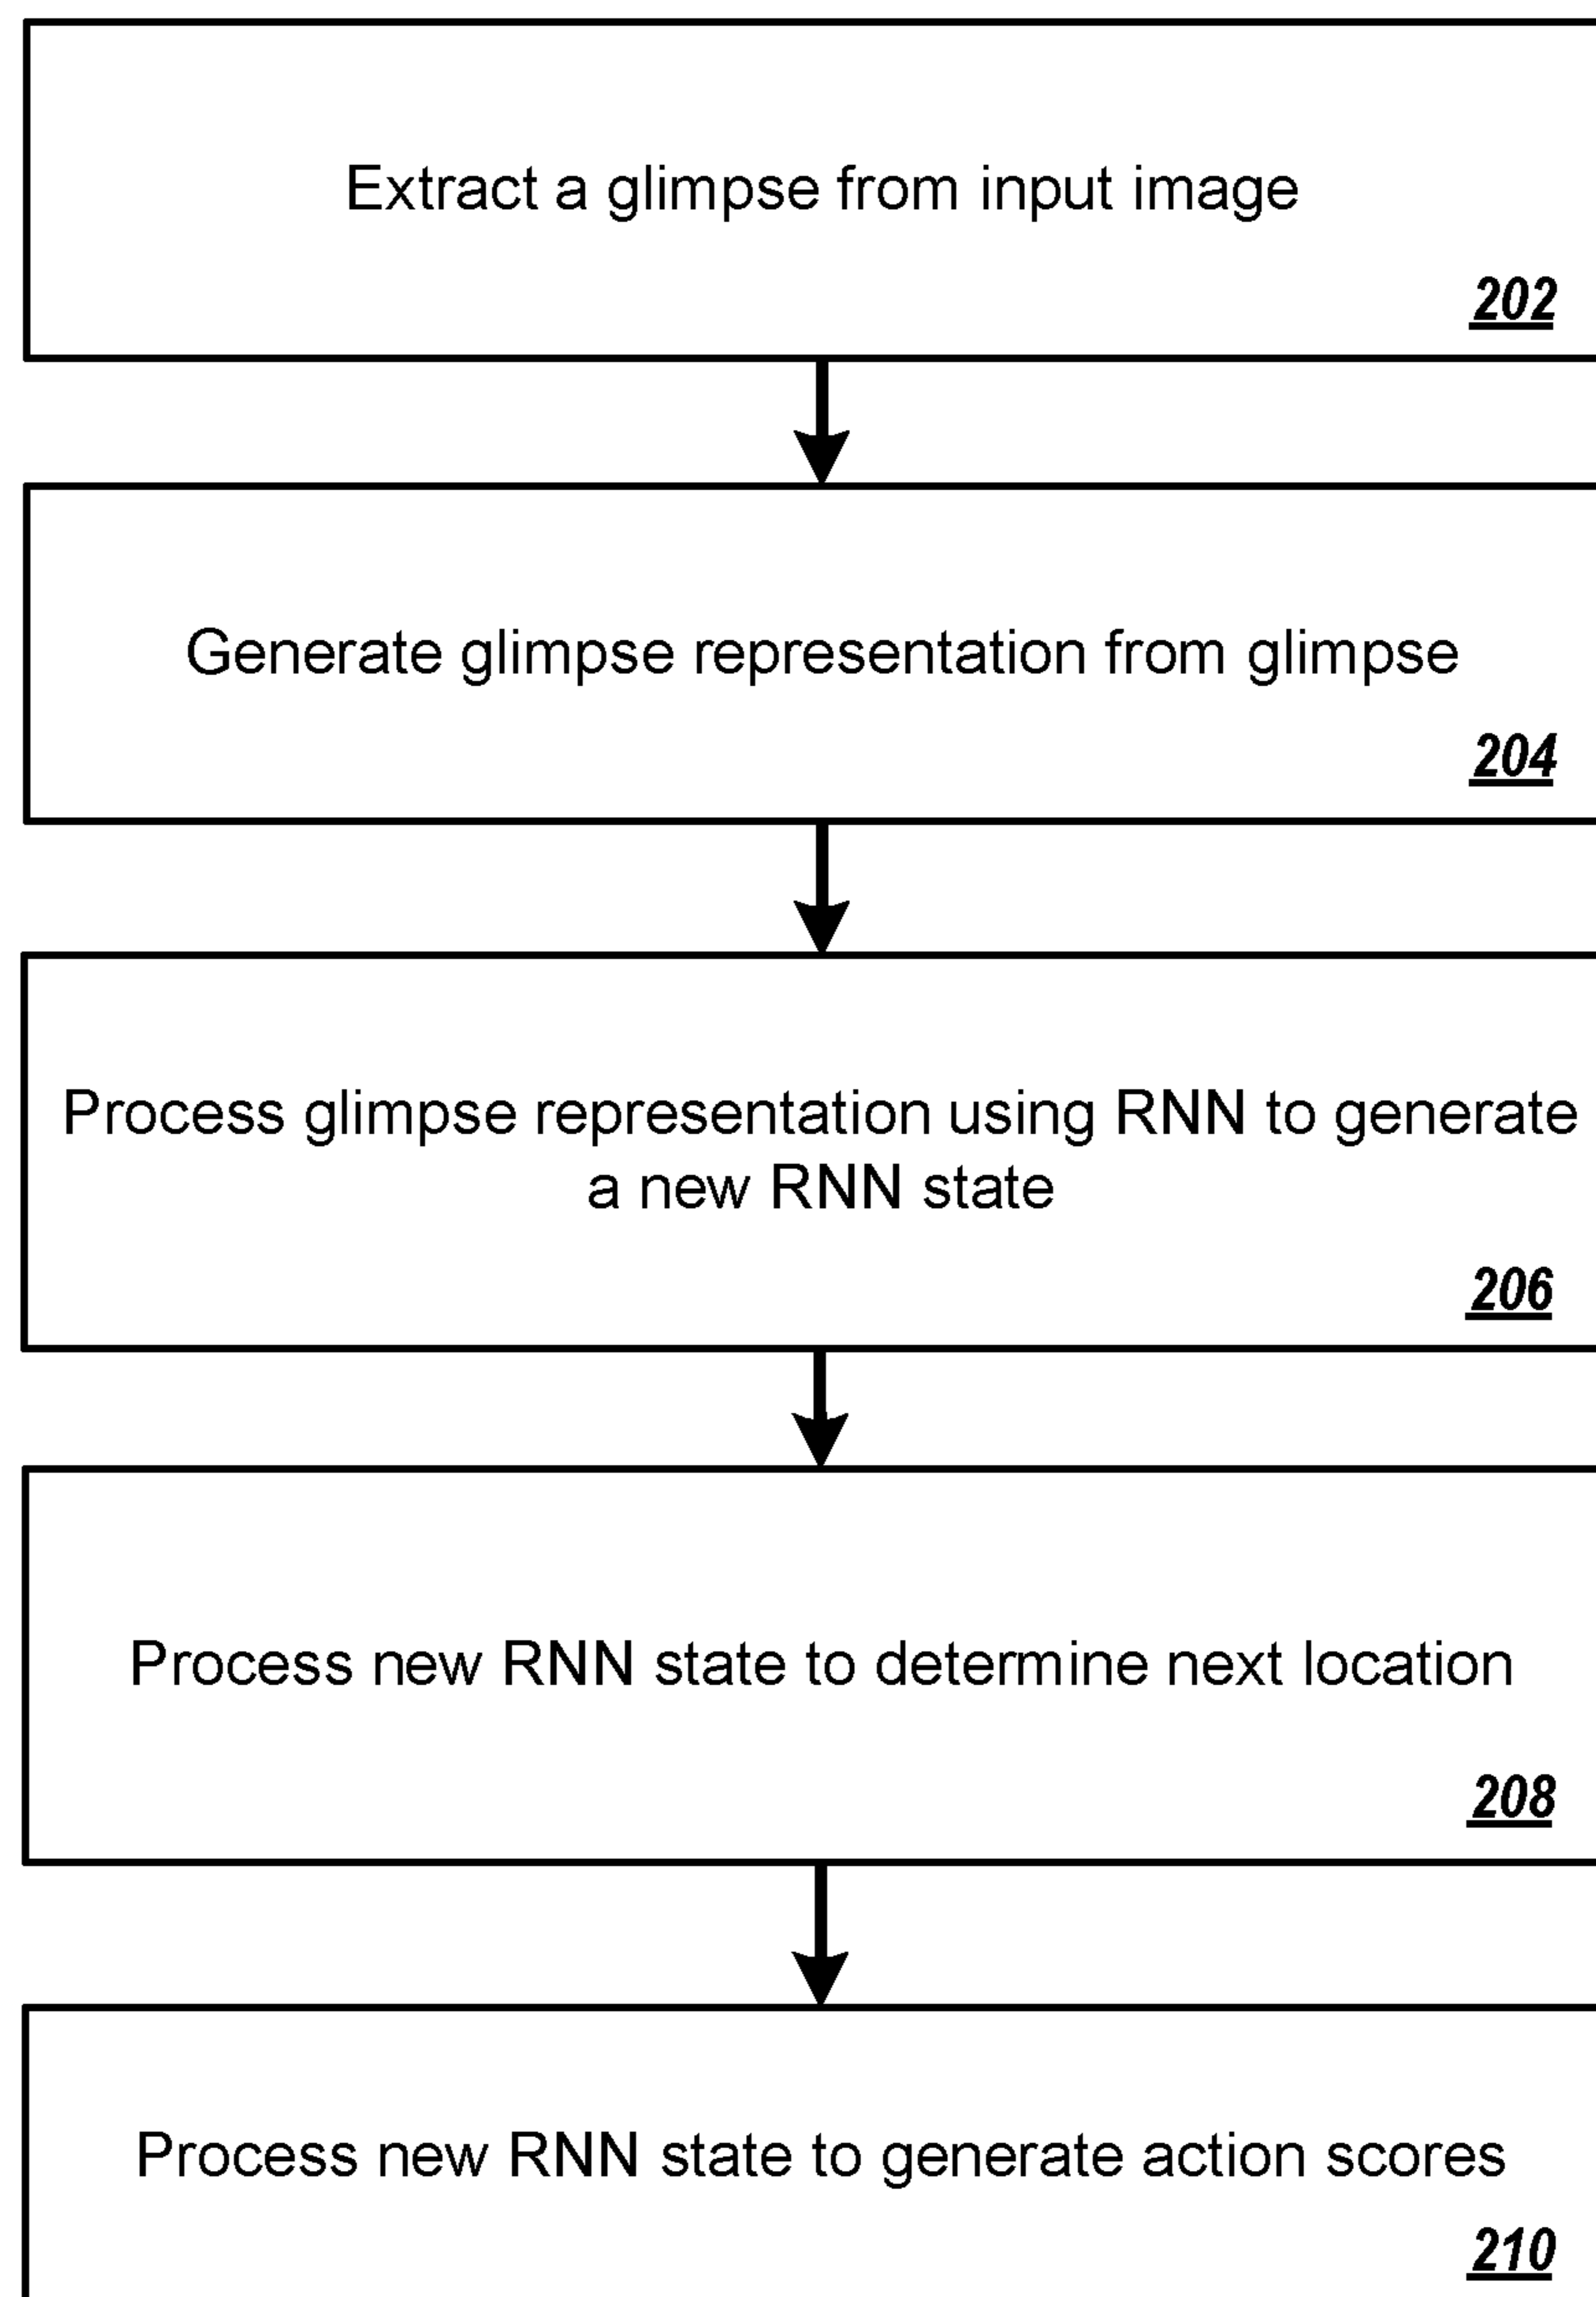 Extract a glimpse from input image
202
Generate glimpse representation from glimpse
204
Process glimpse representation using RNN to generate
a new RNN state
206
Process new RNN state to determine next location
208
Process new RNN state to generate action scores
210